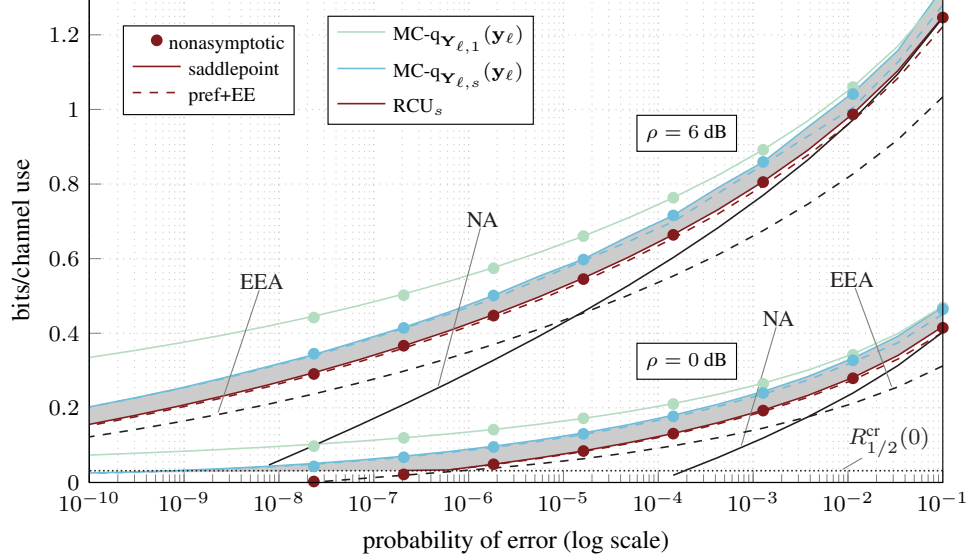 1.2
1
0.8
0.6
0.4
0.2
0
bits/channel use
nonasymptotic
saddlepoint
pref+EE
MC-q_{Y_ℓ,1}(y_ℓ)
MC-q_{Y_ℓ,s}(y_ℓ)
RCU_s
ρ = 6 dB
NA
EEA
EEA
NA
ρ = 0 dB
R^{cr}_{1/2}(0)
10^{−10} 10^{−9} 10^{−8} 10^{−7} 10^{−6} 10^{−5} 10^{−4} 10^{−3} 10^{−2} 10^{−1}
probability of error (log scale)